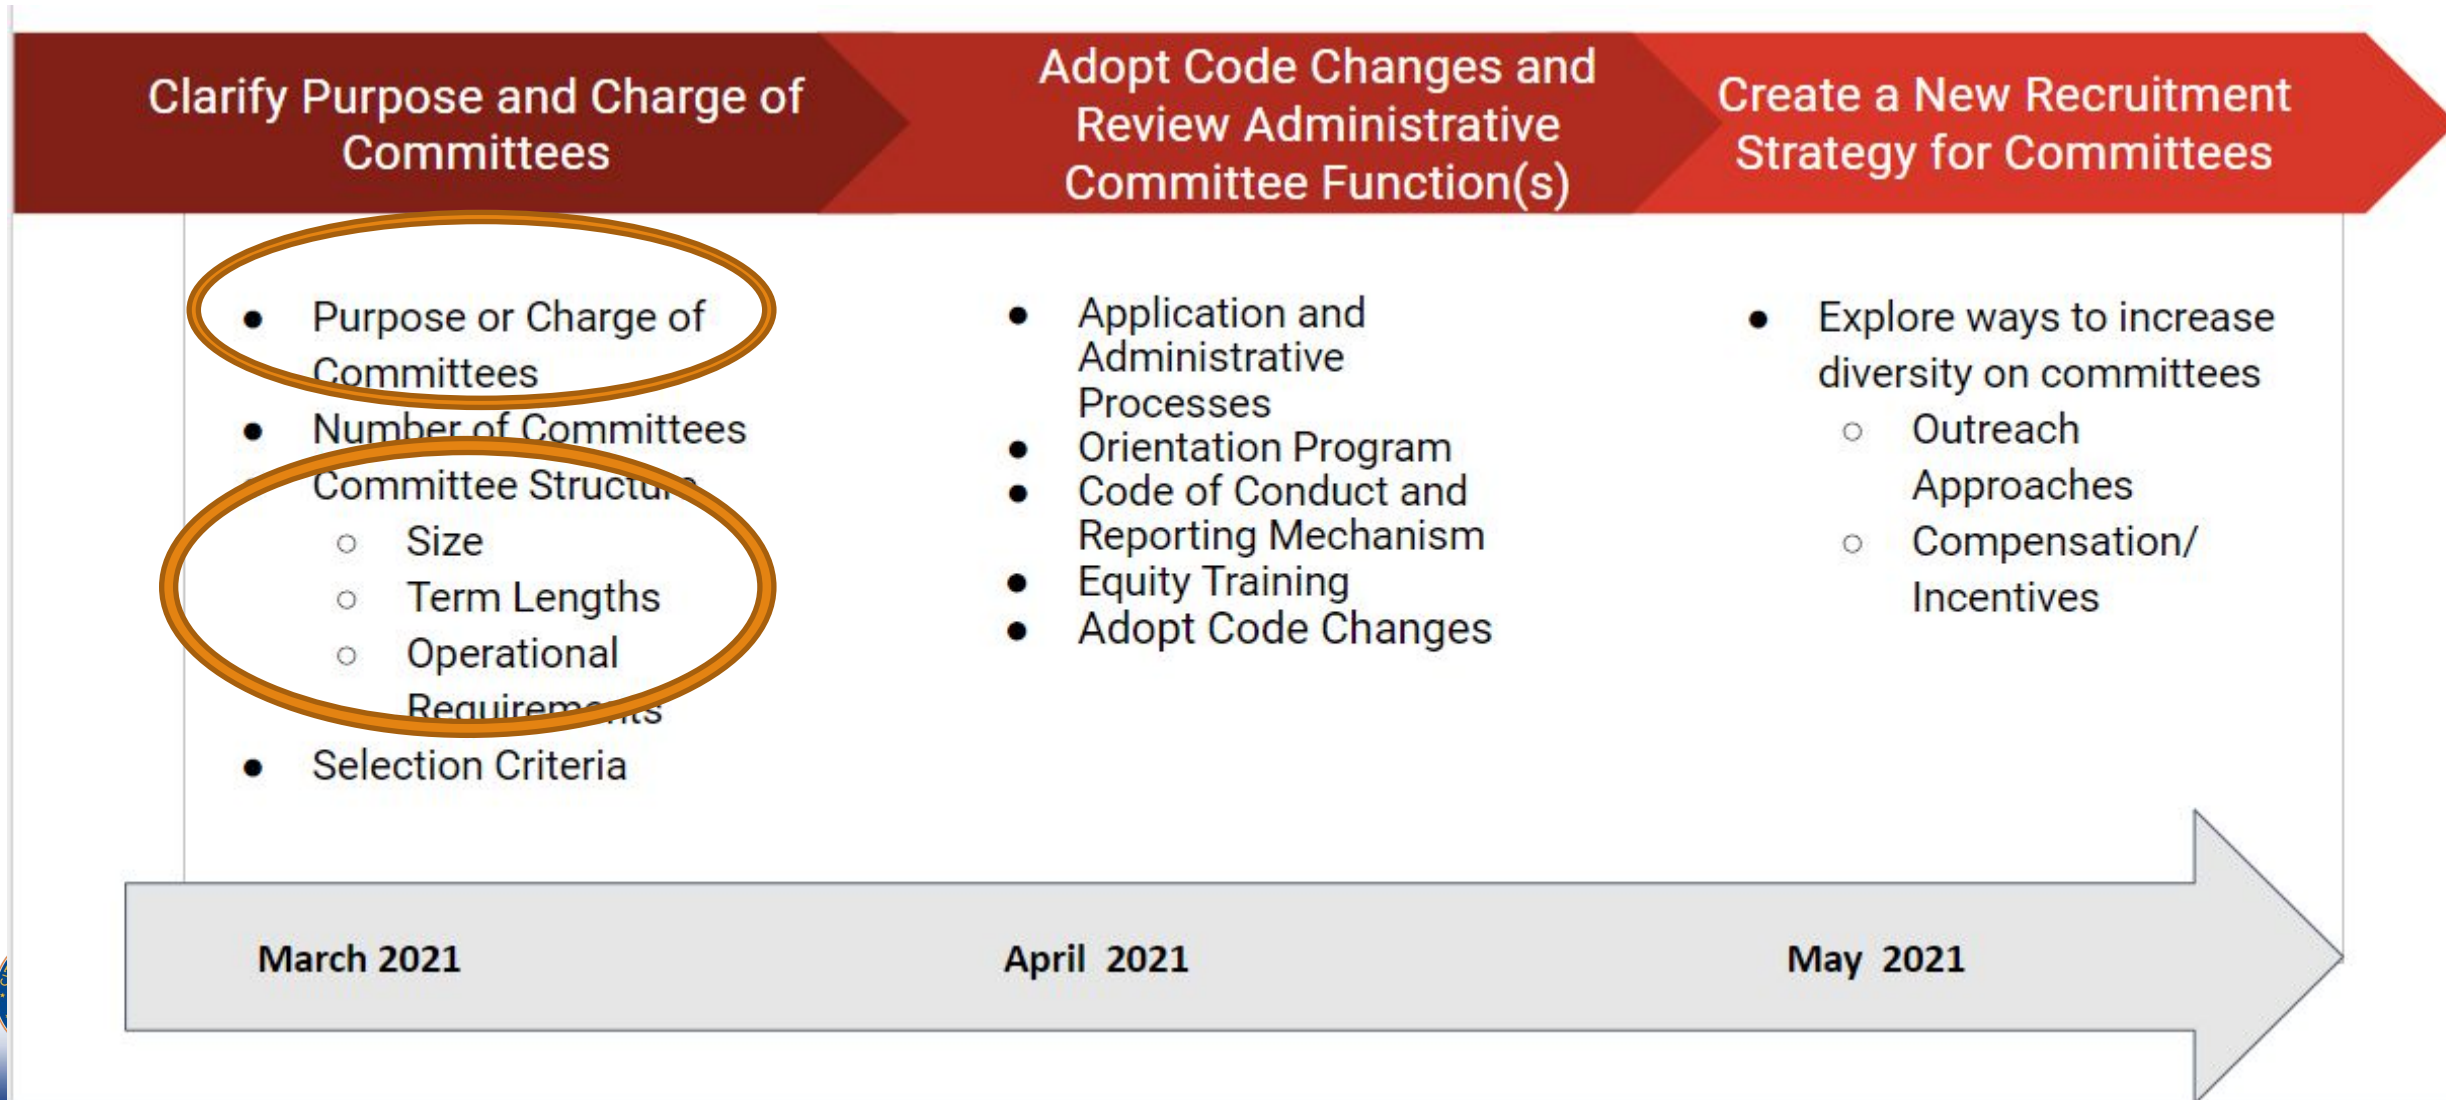 Clarify Purpose and Charge of
Committees
Adopt Code Changes and
Review Administrative
Committee Function(s)
Create a New Recruitment
Strategy for Committees
● Purpose or Charge of
Committees
● Number of Committees
Committee Structure
○ Size
○ Term Lengths
○ Operational
Requirements
● Selection Criteria
● Application and
Administrative
Processes
● Orientation Program
● Code of Conduct and
Reporting Mechanism
● Equity Training
● Adopt Code Changes
● Explore ways to increase
diversity on committees
○ Outreach
Approaches
○ Compensation/
Incentives
March 2021
April 2021
May 2021